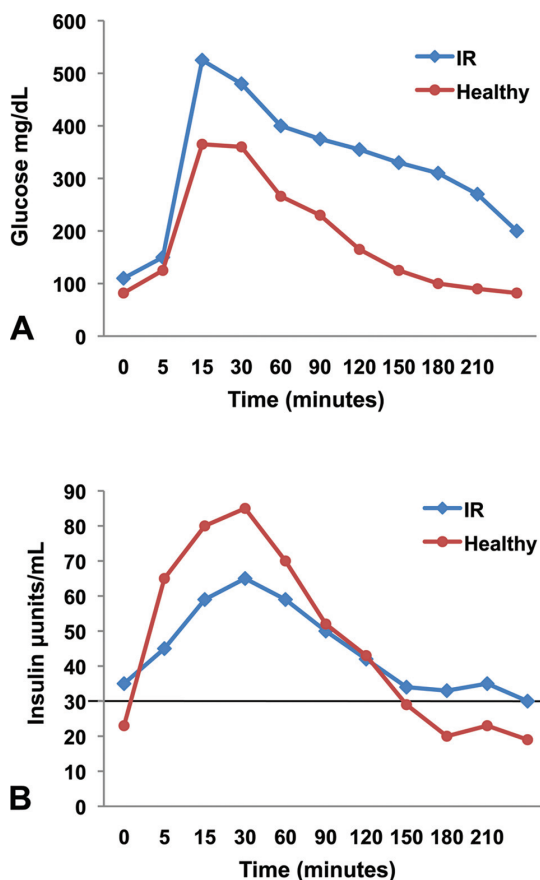 600
500
400
300
200
100
0
Glucose mg/dL
IR
Healthy
A
0 5 15 30 60 90 120 150 180 210
Time (minutes)
90
80
70
60
50
40
30
20
10
0
Insulin µunits/mL
IR
Healthy
B
0 5 15 30 60 90 120 150 180 210
Time (minutes)